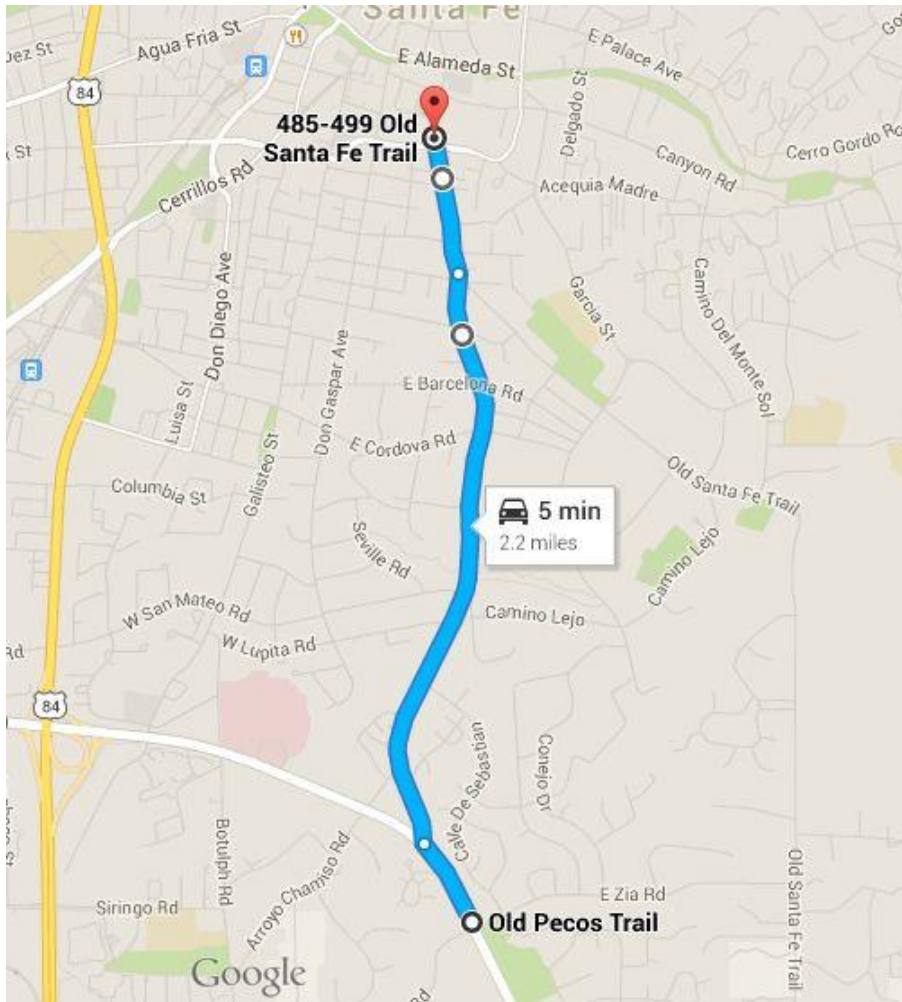 Santa Fe
Agua Fria St
E Palace Ave
E Alameda St
84
485-499 Old
Santa Fe Trail
Delgado St
Canyon Rd
Cerro Gordo Rd
Cerrillos Rd
Acequia Madre
Don Diego Ave
Garcia St
Camino Del Monte Sol
Don Gaspar Ave
Luisa St
E Barcelona Rd
E Cordova Rd
Galisteo St
Columbia St
Old Santa Fe Trail
5 min
2.2 miles
Seville Rd
Camino Lejo
W San Mateo Rd
Camino Lejo
W Lupita Rd
Rd
84
Calle De Sebastian
Conejo Dr
Botulph Rd
Arroyo Chamiso Rd
Old Santa Fe Trail
E Zia Rd
Siringo Rd
Old Pecos Trail
Google
Rd